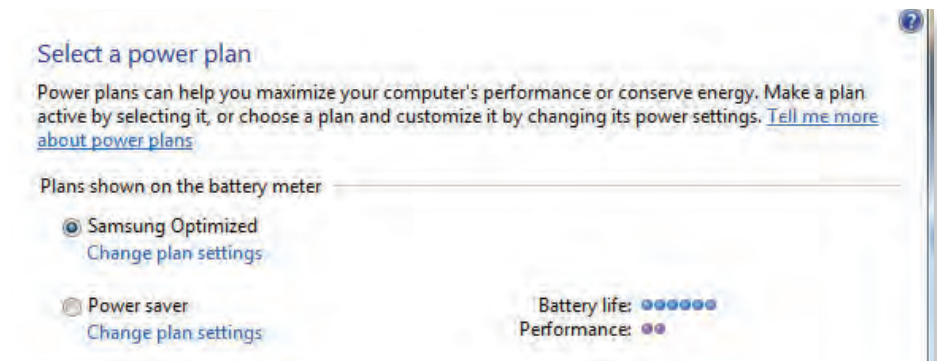 ?
Select a power plan
Power plans can help you maximize your computer's performance or conserve energy. Make a plan
active by selecting it, or choose a plan and customize it by changing its power settings. Tell me more
about power plans
Plans shown on the battery meter
Samsung Optimized
Change plan settings
Power saver Battery life:
Change plan settings Performance: